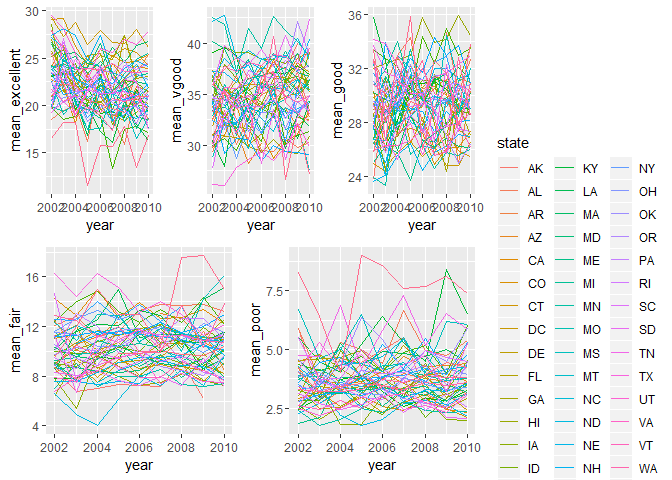 mean_excellent
30
25
20
15
2002 2004 2006 2008 2010
year
mean_vgood
40
35
30
2002 2004 2006 2008 2010
year
mean_good
36
32
28
24
2002 2004 2006 2008 2010
year
mean_fair
16
12
8
4
2002 2004 2006 2008 2010
year
mean_poor
7.5
5.0
2.5
2002 2004 2006 2008 2010
year
state
AK KY NY
AL LA OH
AR MA OK
AZ MD OR
CA ME PA
CO MI RI
CT MN SC
DC MO SD
DE MS TN
FL MT TX
GA NC UT
HI ND VA
IA NE VT
ID NH WA